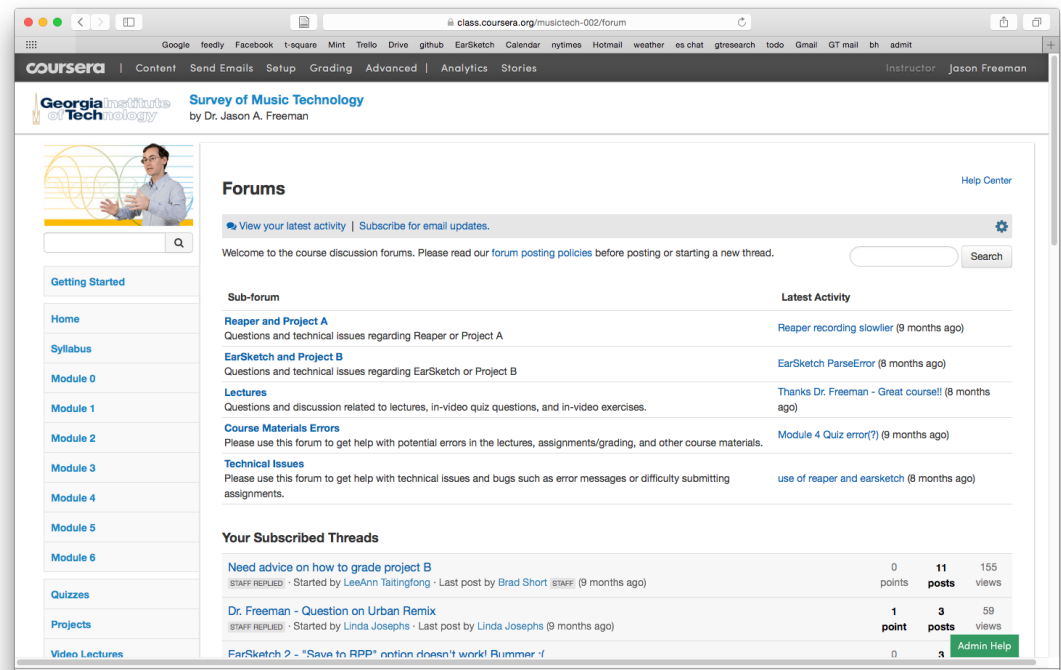 class.coursera.org/musictech-002/forum
Google feedly Facebook t-square Mint Trello Drive github EarSketch Calendar nytimes Hotmail weather es chat gtresearch todo Gmail GT mail bh admit
coursera | Content Send Emails Setup Grading Advanced | Analytics Stories Instructor Jason Freeman
Georgia Institute
of Technology
Survey of Music Technology
by Dr. Jason A. Freeman
Forums
Help Center
View your latest activity | Subscribe for email updates.
Welcome to the course discussion forums. Please read our forum posting policies before posting or starting a new thread.
Search
Getting Started
Home
Syllabus
Module 0
Module 1
Module 2
Module 3
Module 4
Module 5
Module 6
Quizzes
Projects
Video Lectures
Sub-forum Latest Activity
Reaper and Project A
Questions and technical issues regarding Reaper or Project A
Reaper recording slowlier (9 months ago)
EarSketch and Project B
Questions and technical issues regarding EarSketch or Project B
EarSketch ParseError (8 months ago)
Lectures
Questions and discussion related to lectures, in-video quiz questions, and in-video exercises.
Thanks Dr. Freeman - Great course!! (8 months
ago)
Course Materials Errors
Please use this forum to get help with potential errors in the lectures, assignments/grading, and other course materials.
Module 4 Quiz error(?) (9 months ago)
Technical Issues
Please use this forum to get help with technical issues and bugs such as error messages or difficulty submitting
assignments.
use of reaper and earsketch (8 months ago)
Your Subscribed Threads
Need advice on how to grade project B
STAFF REPLIED · Started by LeeAnn Taitingfong · Last post by Brad Short STAFF (9 months ago)
0 11 155
points posts views
Dr. Freeman - Question on Urban Remix
STAFF REPLIED · Started by Linda Josephs · Last post by Linda Josephs (9 months ago)
1 3 59
point posts views
EarSketch 2 - "Save to RPP" option doesn't work! Bummer :(
0 3
Admin Help